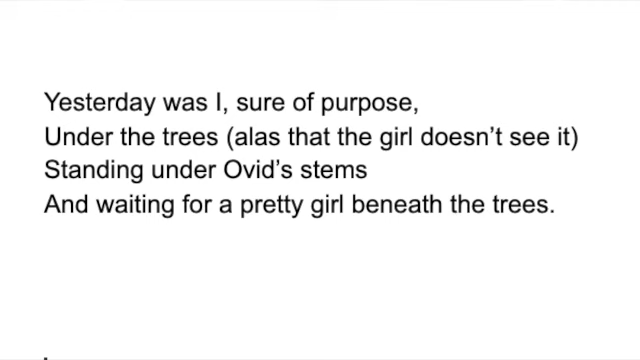 Yesterday was I, sure of purpose,
Under the trees (alas that the girl doesn’t see it)
Standing under Ovid’s stems
And waiting for a pretty girl beneath the trees.